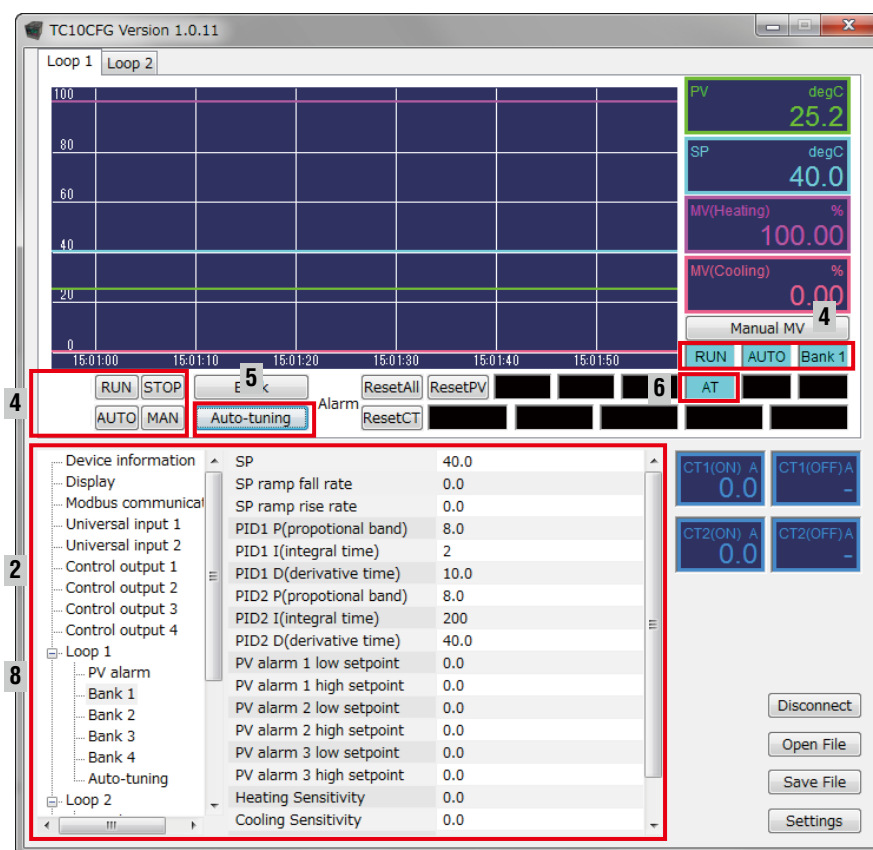 TC10CFG Version 1.0.11
Loop 1 Loop 2
100
80
60
40
20
0
15:01:00 15:01:10 15:01:20 15:01:30 15:01:40 15:01:50
PV degC
25.2
SP degC
40.0
MV(Heating) %
100.00
MV(Cooling) %
0.00
4
Manual MV
RUN AUTO Bank 1
4
RUN STOP 5 ResetAll ResetPV 6 AT
AUTO MAN Auto-tuning Alarm ResetCT
2
8
Device information
Display
Modbus communicat
Universal input 1
Universal input 2
Control output 1
Control output 2
Control output 3
Control output 4
Loop 1
PV alarm
Bank 1
Bank 2
Bank 3
Bank 4
Auto-tuning
Loop 2
SP 40.0
SP ramp fall rate 0.0
SP ramp rise rate 0.0
PID1 P(propotional band) 8.0
PID1 I(integral time) 2
PID1 D(derivative time) 10.0
PID2 P(propotional band) 8.0
PID2 I(integral time) 200
PID2 D(derivative time) 40.0
PV alarm 1 low setpoint 0.0
PV alarm 1 high setpoint 0.0
PV alarm 2 low setpoint 0.0
PV alarm 2 high setpoint 0.0
PV alarm 3 low setpoint 0.0
PV alarm 3 high setpoint 0.0
Heating Sensitivity 0.0
Cooling Sensitivity 0.0
CT1(ON) A CT1(OFF) A
0.0 -
CT2(ON) A CT2(OFF) A
0.0 -
Disconnect
Open File
Save File
Settings